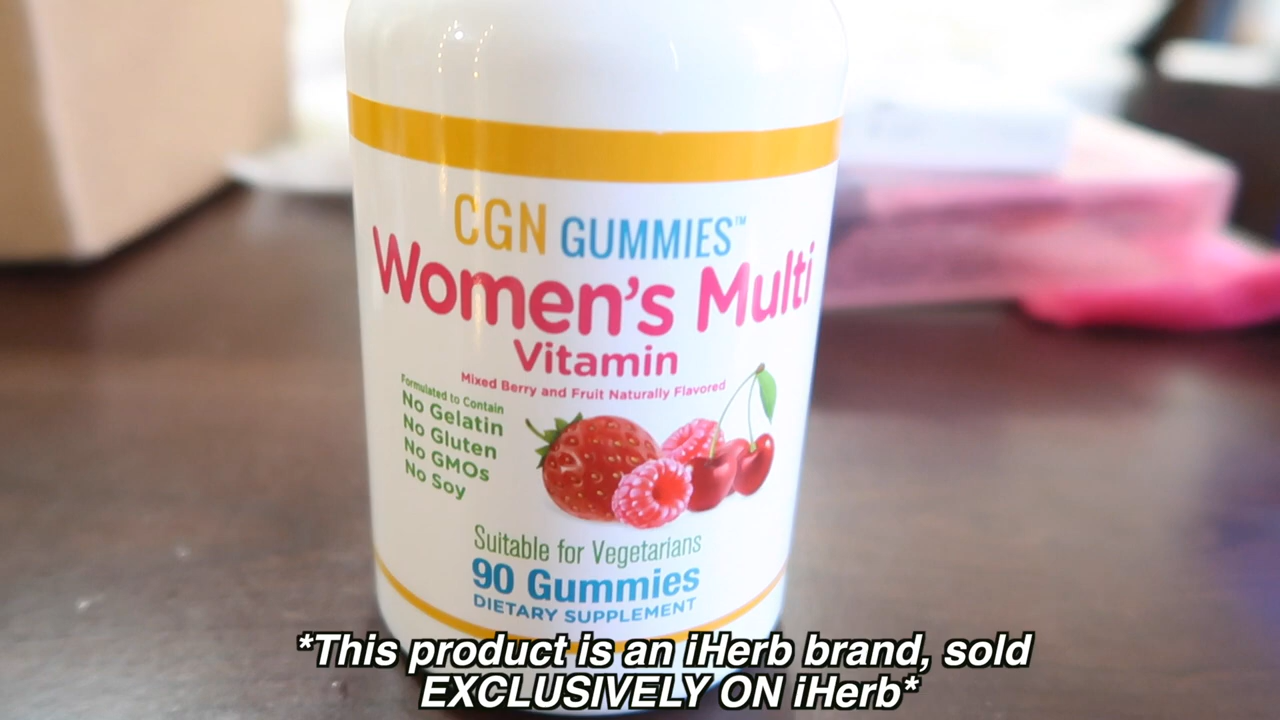 CGN GUMMIES™
Women's Multi
Vitamin
Mixed Berry and Fruit Naturally Flavored
Formulated to Contain
No Gelatin
No Gluten
No GMOs
No Soy
Suitable for Vegetarians
90 Gummies
DIETARY SUPPLEMENT
*This product is an iHerb brand, sold
EXCLUSIVELY ON iHerb*